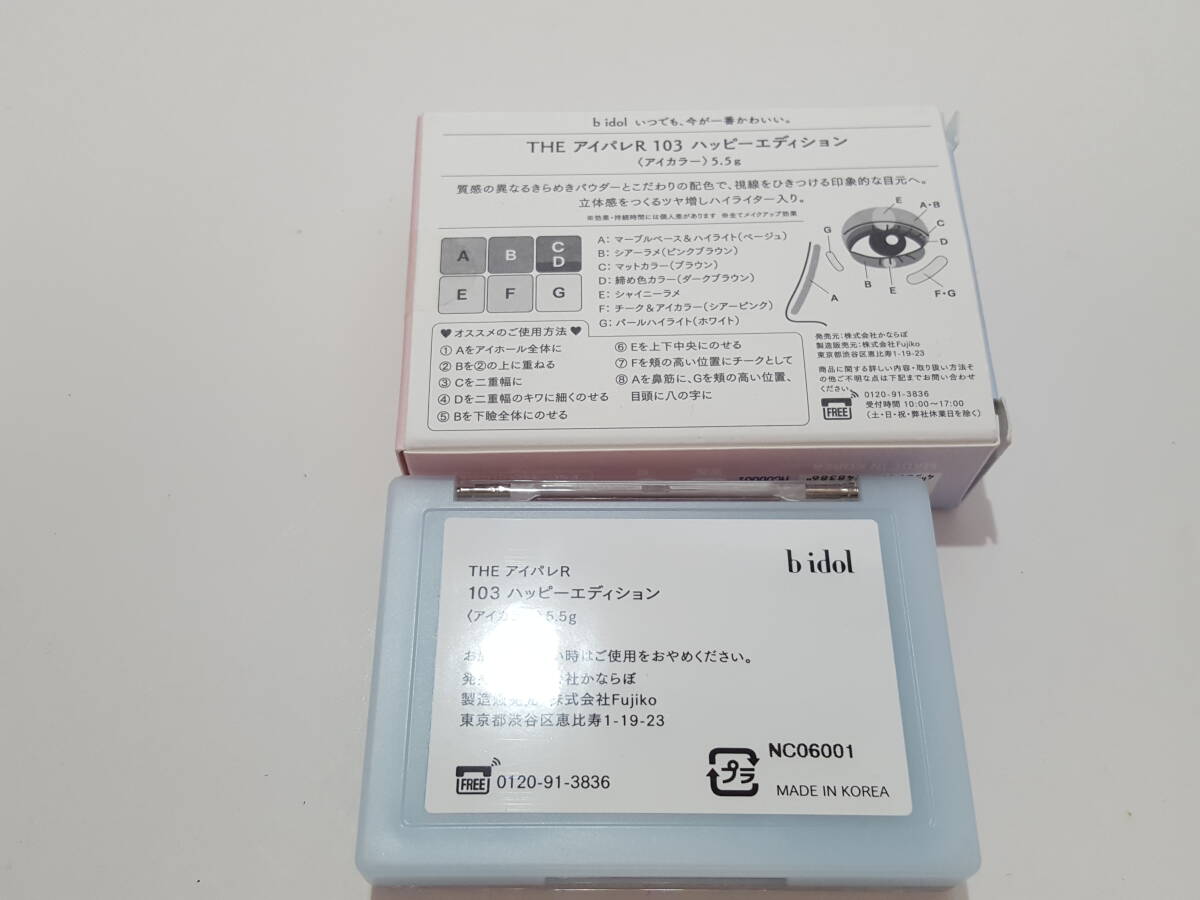 b idol いつでも、今が一番かわいい。
THE アイパレR 103 ハッピーエディション
〈アイカラー〉5.5g
質感の異なるきらめきパウダーとこだわりの配色で、視線をひきつける印象的な目元へ。
立体感をつくるツヤ増しハイライター入り。
※効果・持続時間には個人差があります ※全てメイクアップ効果
A B C D
E F G
A：マーブルベース＆ハイライト（ベージュ）
B：シアーラメ（ピンクブラウン）
C：マットカラー（ブラウン）
D：締め色カラー（ダークブラウン）
E：シャイニーラメ
F：チーク＆アイカラー（シアーピンク）
G：パールハイライト（ホワイト）
E
A・B
C
D
G
A
B
E
F・G
♥オススメのご使用方法♥
① Aをアイホール全体に
② Bを②の上に重ねる
③ Cを二重幅に
④ Dを二重幅のキワに細くのせる
⑤ Bを下瞼全体にのせる
⑥ Eを上下中央にのせる
⑦ Fを頬の高い位置にチークとして
⑧ Aを鼻筋に、Gを頬の高い位置、
目頭に八の字に
発売元：株式会社かならぼ
製造販売元：株式会社Fujiko
東京都渋谷区恵比寿1-19-23
商品に関する詳しい内容・取り扱い方法そ
の他ご不明な点は下記までお問い合わせ
ください。
FREE 0120-91-3836
受付時間 10:00〜17:00
（土・日・祝・弊社休業日を除く）
b idol
THE アイパレR
103 ハッピーエディション
〈アイカ 〉5.5g
お 時はご使用をおやめください。
発 社かならぼ
製造 株式会社Fujiko
東京都渋谷区恵比寿1-19-23
FREE 0120-91-3836
プラ
NC06001
MADE IN KOREA